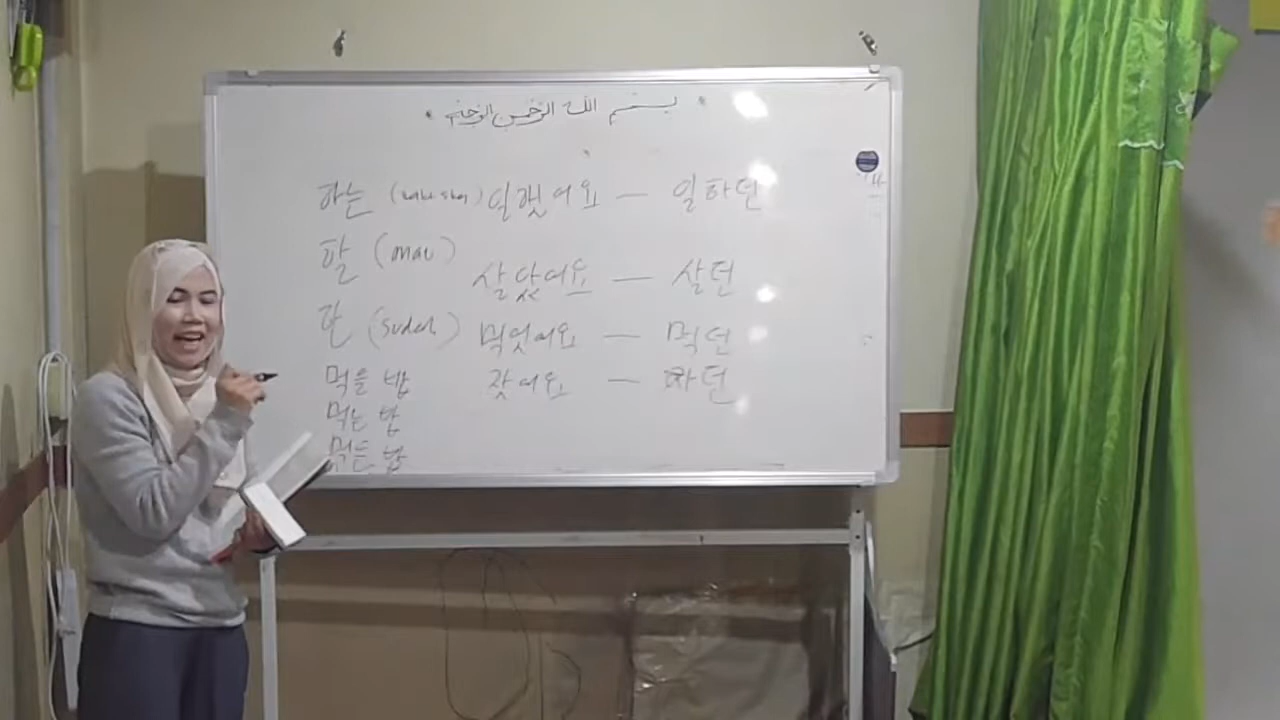 بسم الله الرحمن الرحيم
하는 일했어요 — 일하던
할 (mau)
살았어요 — 살던
한 (sudah)
먹었어요 — 먹던
먹을 밥 갔어요 — 하던
먹는 밥
먹은 밥